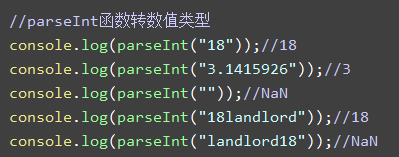 //parseInt函数转数值类型
console.log(parseInt("18"));//18
console.log(parseInt("3.1415926"));//3
console.log(parseInt(""));//NaN
console.log(parseInt("18landlord"));//18
console.log(parseInt("landlord18"));//NaN